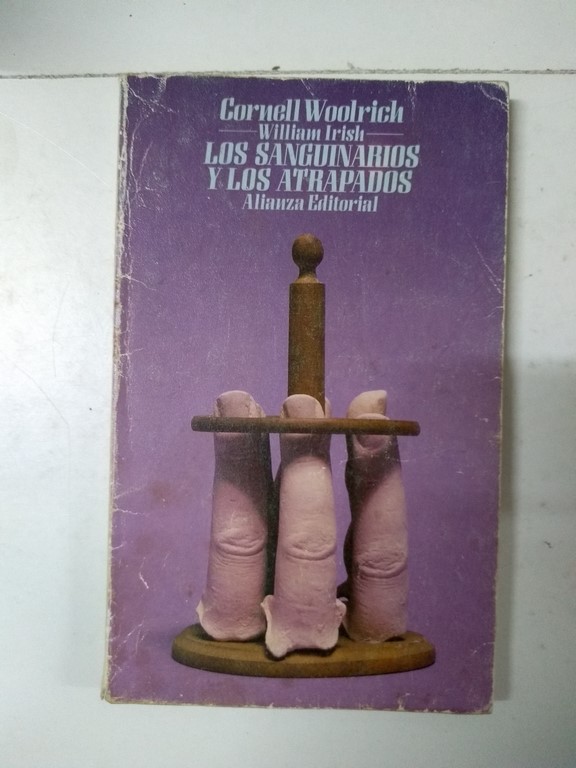 Cornell Woolrich
William Irish
LOS SANGUINARIOS
Y LOS ATRAPADOS
Alianza Editorial